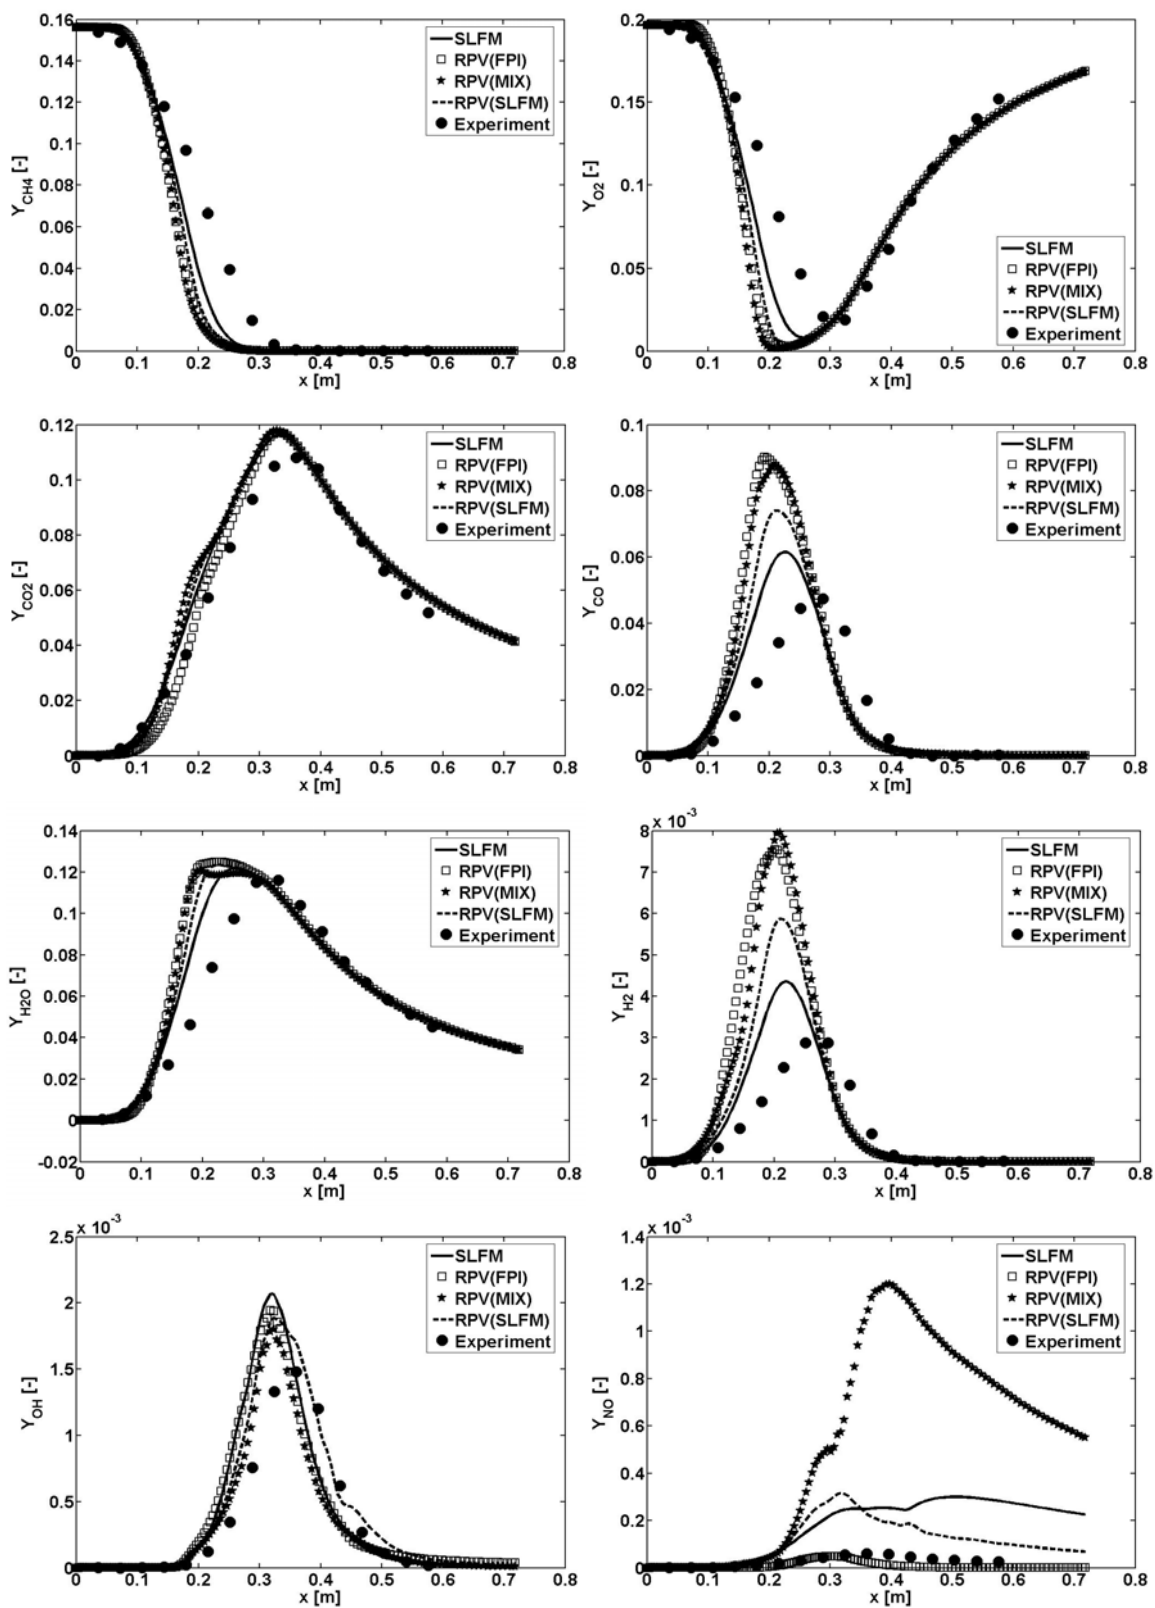 0.16
0.14
0.12
0.1
0.08
0.06
0.04
0.02
0
Y_CH4 [-]
0 0.1 0.2 0.3 0.4 0.5 0.6 0.7 0.8
x [m]
SLFM
RPV(FPI)
RPV(MIX)
RPV(SLFM)
Experiment
0.2
0.15
0.1
0.05
0
Y_O2 [-]
0 0.1 0.2 0.3 0.4 0.5 0.6 0.7 0.8
x [m]
SLFM
RPV(FPI)
RPV(MIX)
RPV(SLFM)
Experiment
0.12
0.1
0.08
0.06
0.04
0.02
0
Y_CO2 [-]
0 0.1 0.2 0.3 0.4 0.5 0.6 0.7 0.8
x [m]
SLFM
RPV(FPI)
RPV(MIX)
RPV(SLFM)
Experiment
0.1
0.08
0.06
0.04
0.02
0
Y_CO [-]
0 0.1 0.2 0.3 0.4 0.5 0.6 0.7 0.8
x [m]
SLFM
RPV(FPI)
RPV(MIX)
RPV(SLFM)
Experiment
0.14
0.12
0.1
0.08
0.06
0.04
0.02
0
-0.02
Y_H2O [-]
0 0.1 0.2 0.3 0.4 0.5 0.6 0.7 0.8
x [m]
SLFM
RPV(FPI)
RPV(MIX)
RPV(SLFM)
Experiment
x 10^-3
8
7
6
5
4
3
2
1
0
Y_H2 [-]
0 0.1 0.2 0.3 0.4 0.5 0.6 0.7 0.8
x [m]
SLFM
RPV(FPI)
RPV(MIX)
RPV(SLFM)
Experiment
x 10^-3
2.5
2
1.5
1
0.5
0
Y_OH [-]
0 0.1 0.2 0.3 0.4 0.5 0.6 0.7 0.8
x [m]
SLFM
RPV(FPI)
RPV(MIX)
RPV(SLFM)
Experiment
x 10^-3
1.4
1.2
1
0.8
0.6
0.4
0.2
0
Y_NO [-]
0 0.1 0.2 0.3 0.4 0.5 0.6 0.7 0.8
x [m]
SLFM
RPV(FPI)
RPV(MIX)
RPV(SLFM)
Experiment